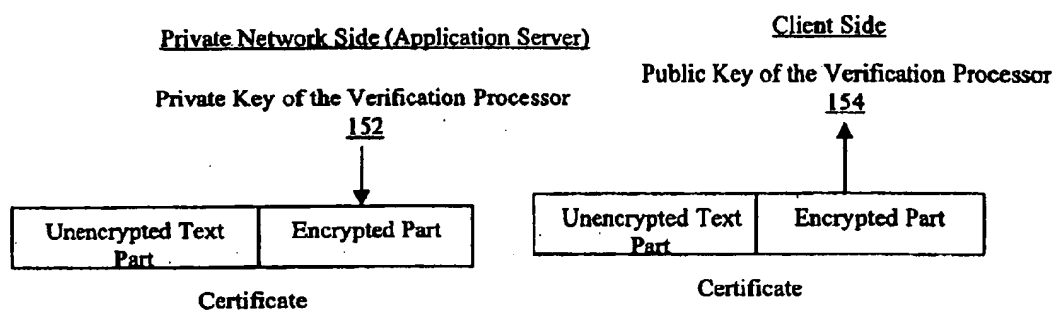 Private Network Side (Application Server)
Private Key of the Verification Processor
152
Unencrypted Text
Part
Encrypted Part
Certificate
Client Side
Public Key of the Verification Processor
154
Unencrypted Text
Part
Encrypted Part
Certificate